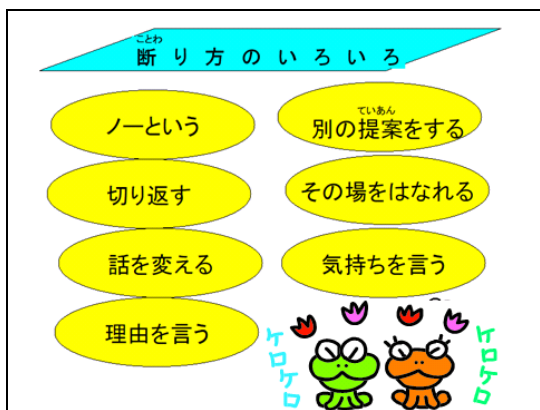 ことわ
断り方のいろいろ
ノーという
切り返す
話を変える
理由を言う
ていあん
別の提案をする
その場をはなれる
気持ちを言う
ケロケロ
ケロケロ